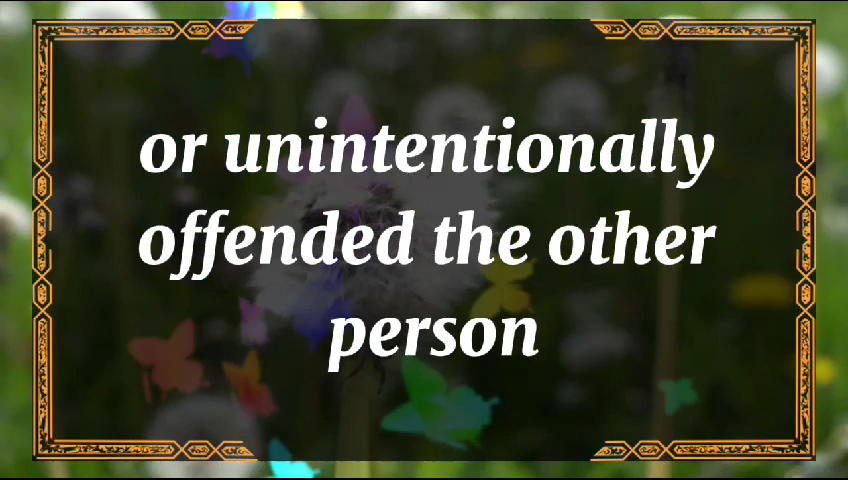 or unintentionally
offended the other
person